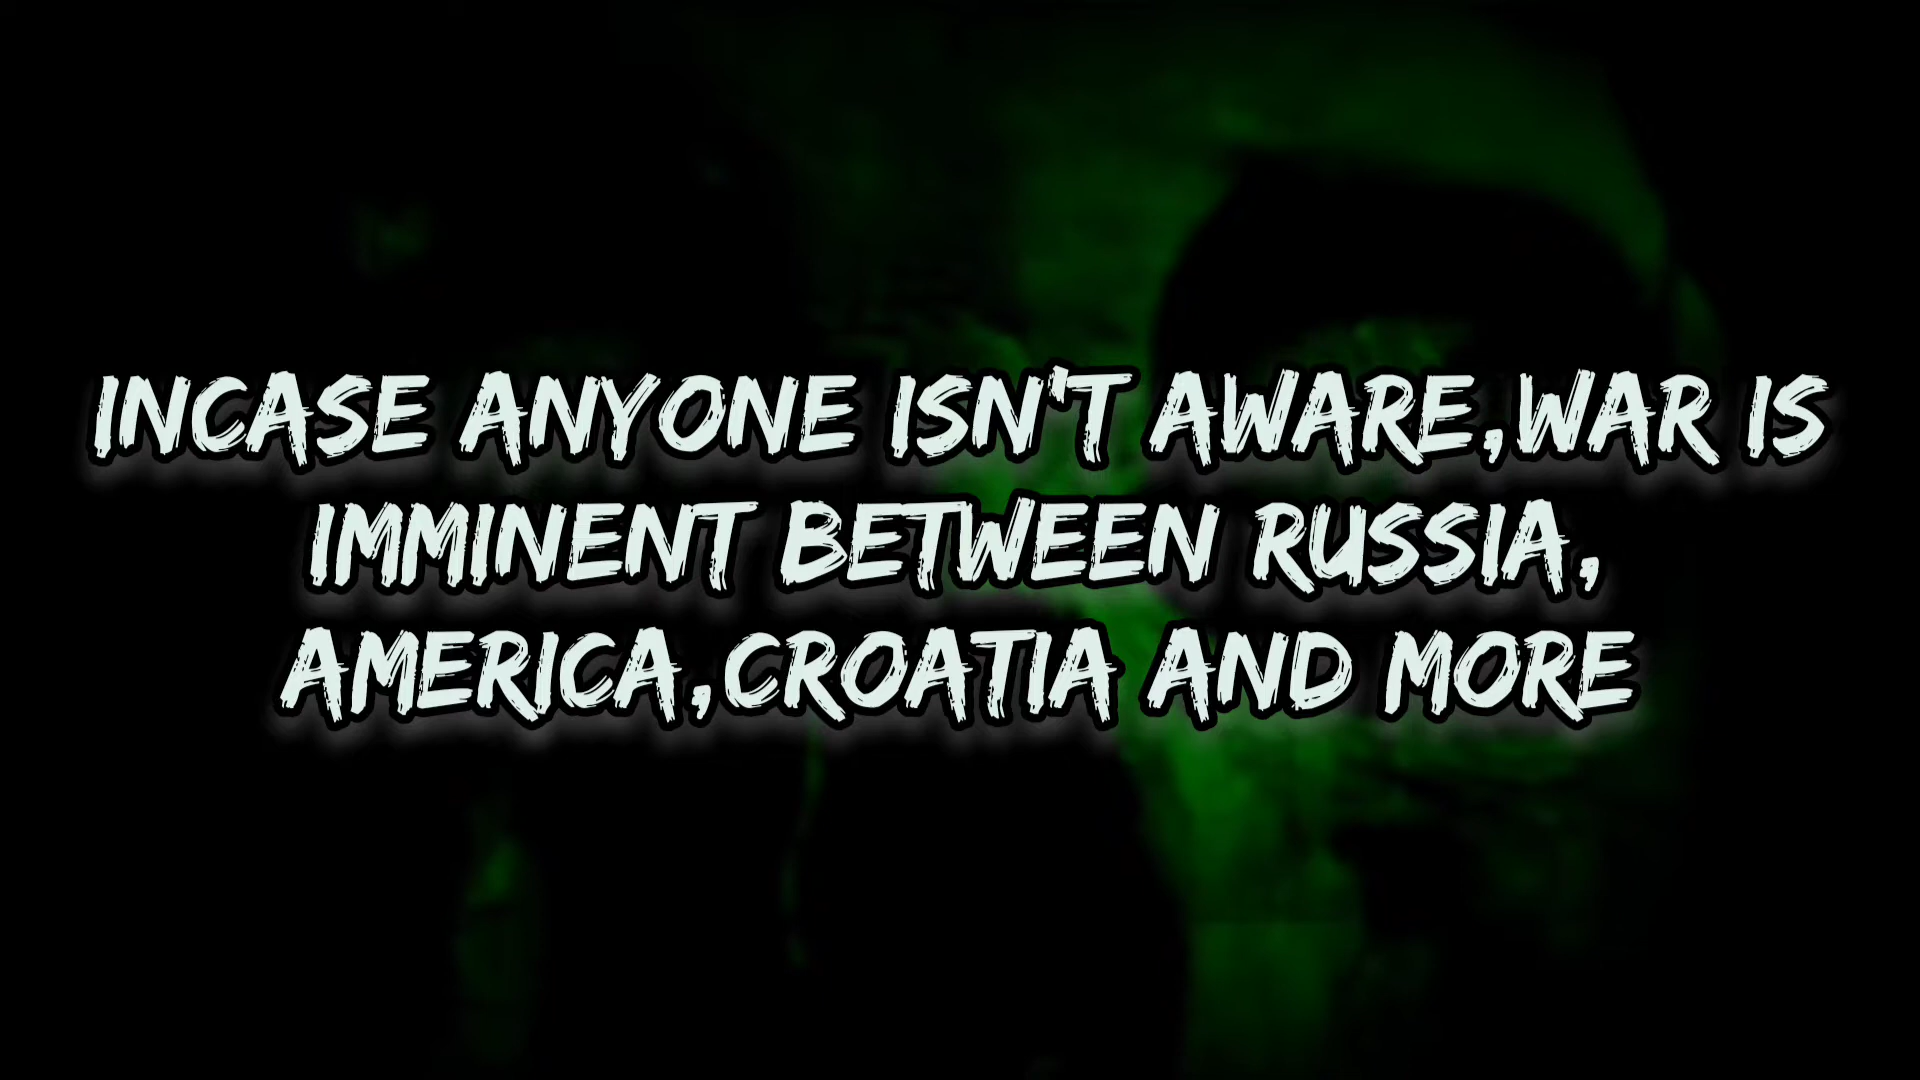 INCASE ANYONE ISN'T AWARE,WAR IS
IMMINENT BETWEEN RUSSIA,
AMERICA,CROATIA AND MORE